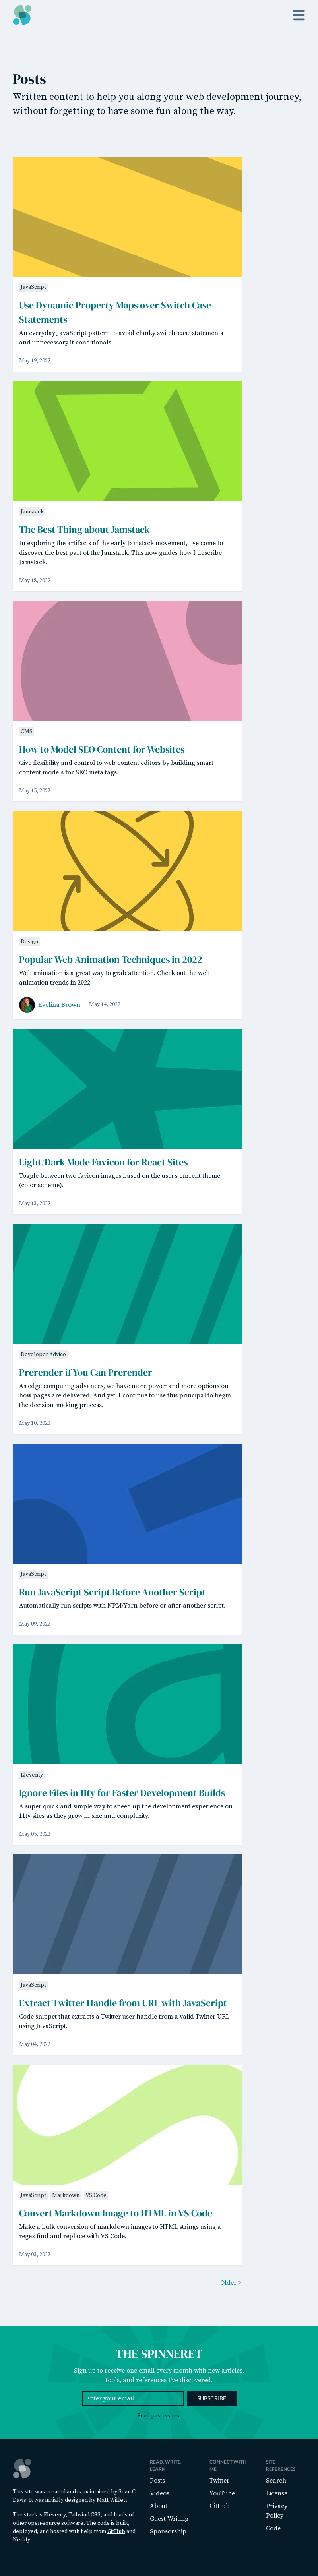 Posts
Written content to help you along your web development journey,
without forgetting to have some fun along the way.
JavaScript
Use Dynamic Property Maps over Switch Case
Statements
An everyday JavaScript pattern to avoid clunky switch-case statements
and unnecessary if conditionals.
May 19, 2022
Jamstack
The Best Thing about Jamstack
In exploring the artifacts of the early Jamstack movement, I've come to
discover the best part of the Jamstack. This now guides how I describe
Jamstack.
May 18, 2022
CMS
How to Model SEO Content for Websites
Give flexibility and control to web content editors by building smart
content models for SEO meta tags.
May 15, 2022
Design
Popular Web Animation Techniques in 2022
Web animation is a great way to grab attention. Check out the web
animation trends in 2022.
Evelina Brown May 14, 2022
Light/Dark Mode Favicon for React Sites
Toggle between two favicon images based on the user's current theme
(color scheme).
May 13, 2022
Developer Advice
Prerender if You Can Prerender
As edge computing advances, we have more power and more options on
how pages are delivered. And yet, I continue to use this principal to begin
the decision-making process.
May 10, 2022
JavaScript
Run JavaScript Script Before Another Script
Automatically run scripts with NPM/Yarn before or after another script.
May 09, 2022
Eleventy
Ignore Files in 11ty for Faster Development Builds
A super quick and simple way to speed up the development experience on
11ty sites as they grow in size and complexity.
May 05, 2022
JavaScript
Extract Twitter Handle from URL with JavaScript
Code snippet that extracts a Twitter user handle from a valid Twitter URL
using JavaScript.
May 04, 2022
JavaScript Markdown VS Code
Convert Markdown Image to HTML in VS Code
Make a bulk conversion of markdown images to HTML strings using a
regex find and replace with VS Code.
May 03, 2022
Older >
THE SPINNERET
Sign up to receive one email every month with new articles,
tools, and references I've discovered.
Enter your email SUBSCRIBE
Read past issues.
This site was created and is maintained by Sean C
Davis. It was initially designed by Matt Willett.
The stack is Eleventy, Tailwind CSS, and loads of
other open-source software. The code is built,
deployed, and hosted with help from GitHub and
Netlify.
READ, WRITE,
LEARN
Posts
Videos
About
Guest Writing
Sponsorship
CONNECT WITH
ME
Twitter
YouTube
GitHub
SITE
REFERENCES
Search
License
Privacy
Policy
Code